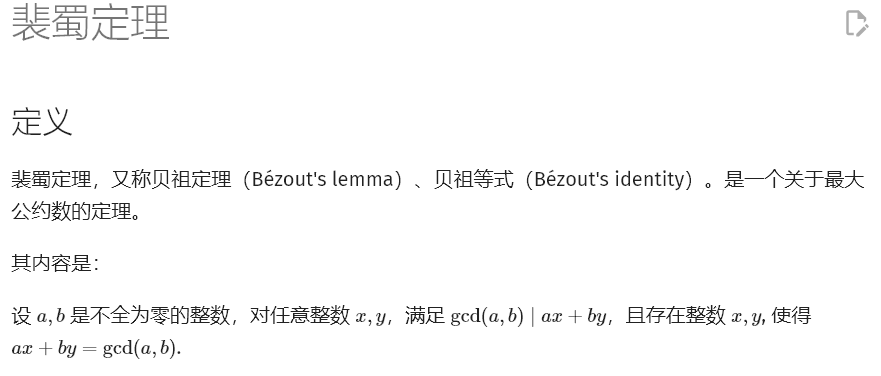 裴蜀定理
定义
裴蜀定理，又称贝祖定理（Bézout's lemma）、贝祖等式（Bézout's identity）。是一个关于最大
公约数的定理。
其内容是：
设 a, b 是不全为零的整数，对任意整数 x, y，满足 gcd(a, b) ∣ ax + by，且存在整数 x, y, 使得
ax + by = gcd(a, b).